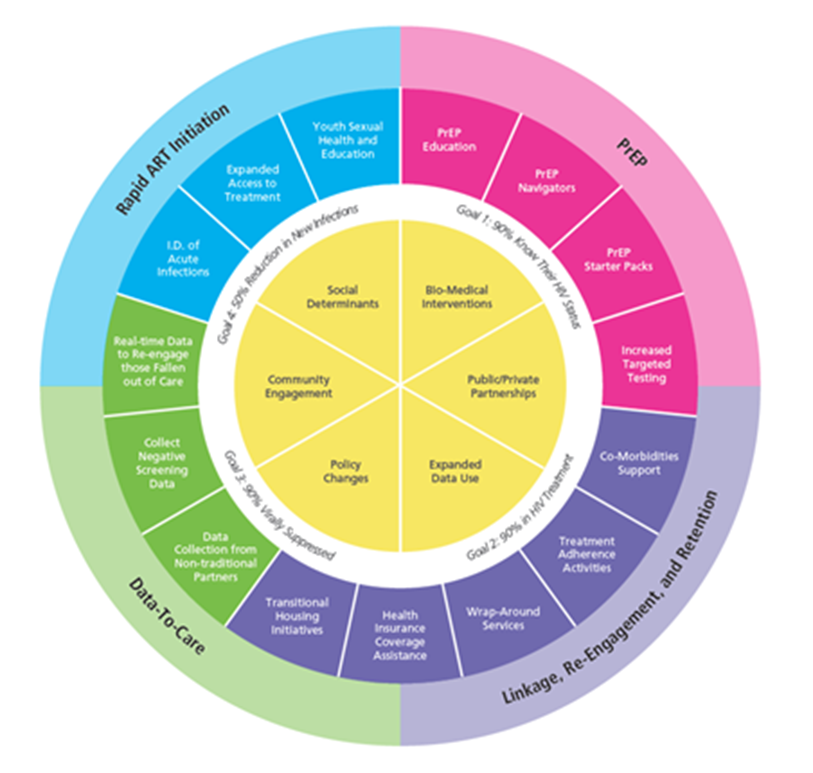 Rapid ART Initiation
PrEP
Linkage, Re-Engagement, and Retention
Data-To-Care
PrEP
Education
PrEP
Navigators
PrEP
Starter Packs
Increased
Targeted
Testing
Co-Morbidities
Support
Treatment
Adherence
Activities
Wrap-Around
Services
Health
Insurance
Coverage
Assistance
Transitional
Housing
Initiatives
Data
Collection from
Non-traditional
Partners
Collect
Negative
Screening
Data
Real-time Data
to Re-engage
those Fallen
out of Care
I.D. of
Acute
Infections
Expanded
Access to
Treatment
Youth Sexual
Health and
Education
Goal 1: 90% Know Their HIV Status
Goal 2: 90% in HIV Treatment
Goal 3: 90% Virally Suppressed
Goal 4: 50% Reduction in New Infections
Social
Determinants
Bio-Medical
Interventions
Public/Private
Partnerships
Expanded
Data Use
Policy
Changes
Community
Engagement